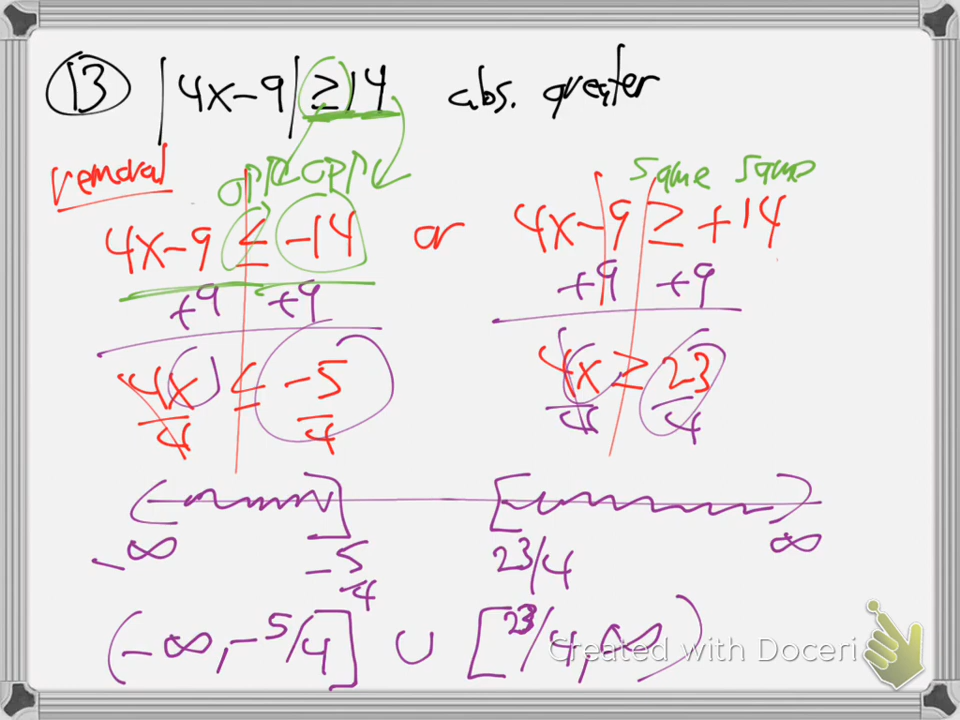 13 |4x-9| ≥ 14 abs. greater
removal opp opp same same
4x-9 ≤ -14 or 4x-9 ≥ +14
+9 +9 +9 +9
4x ≤ -5 4x ≥ 23
4 4 4 4
( ] [ )
-∞ -5/4 23/4 ∞
(-∞, -5/4] ∪ [23/4, ∞)
Created with Doceri